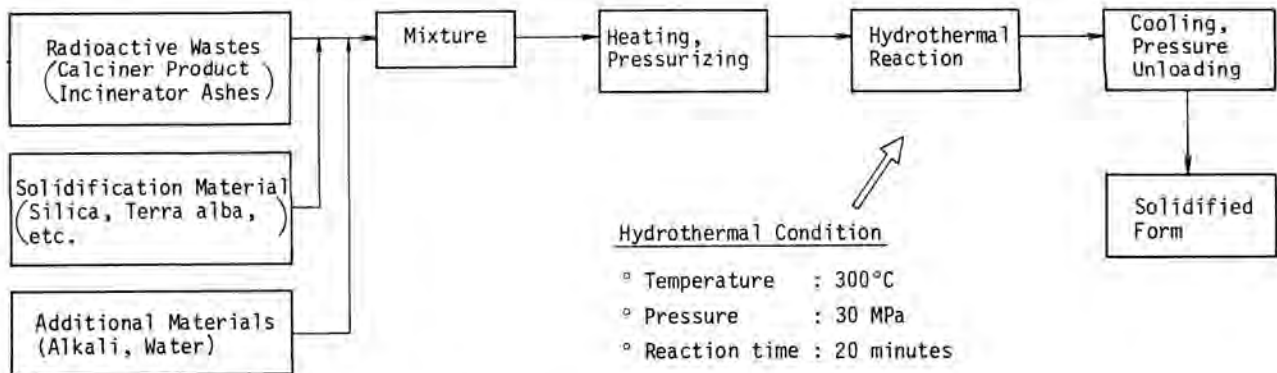 Radioactive Wastes
(Calciner Product
Incinerator Ashes)
Solidification Material
(Silica, Terra alba,
etc.)
Additional Materials
(Alkali, Water)
Mixture
Heating,
Pressurizing
Hydrothermal
Reaction
Cooling,
Pressure
Unloading
Solidified
Form
Hydrothermal Condition
° Temperature : 300°C
° Pressure : 30 MPa
° Reaction time : 20 minutes